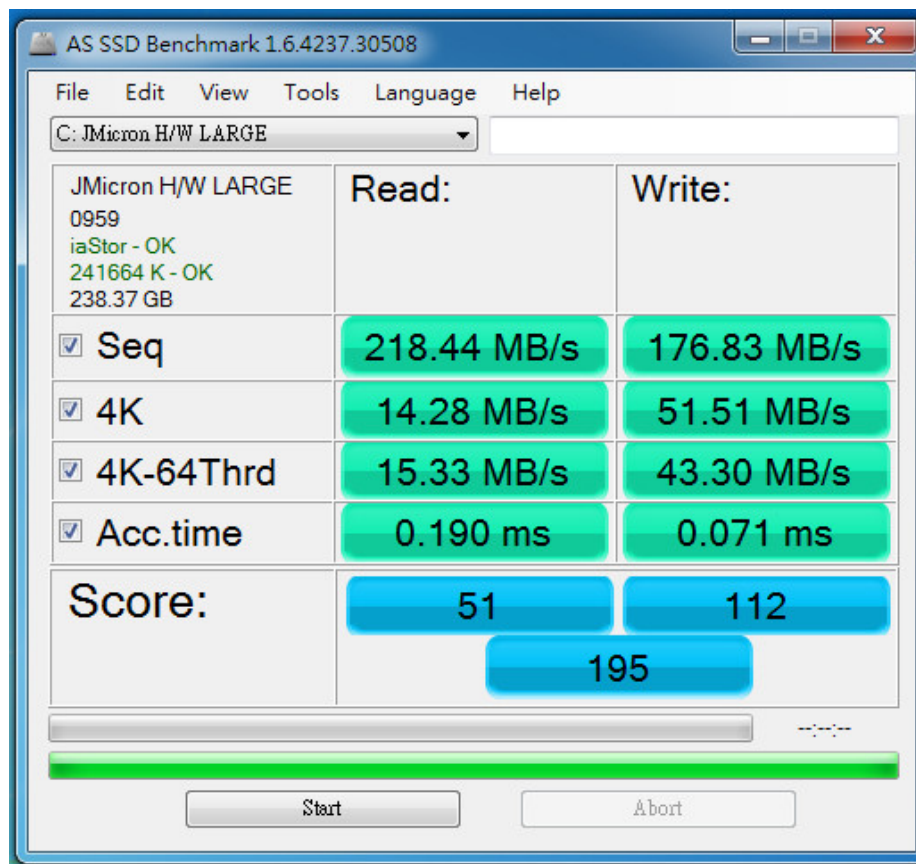 AS SSD Benchmark 1.6.4237.30508
File Edit View Tools Language Help
C: JMicron H/W LARGE
JMicron H/W LARGE
0959
iaStor - OK
241664 K - OK
238.37 GB
Read: Write:
Seq 218.44 MB/s 176.83 MB/s
4K 14.28 MB/s 51.51 MB/s
4K-64Thrd 15.33 MB/s 43.30 MB/s
Acc.time 0.190 ms 0.071 ms
Score: 51 112
195
--:--:--
Start Abort